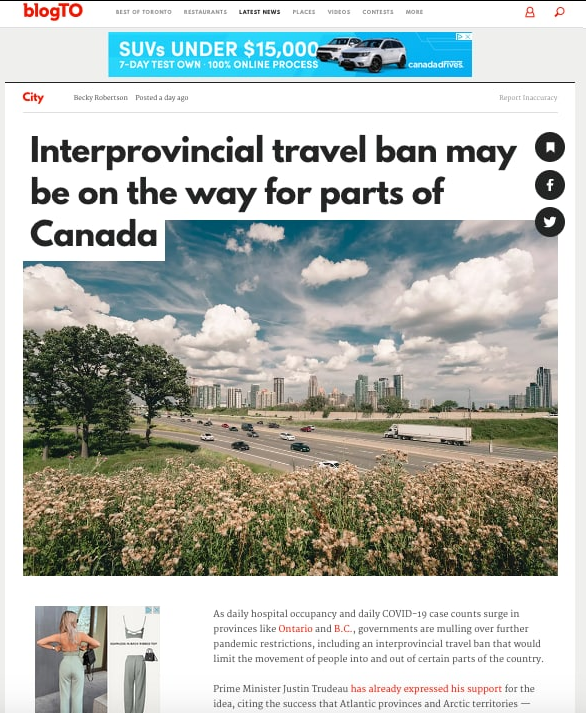 blogTO
BEST OF TORONTO RESTAURANTS LATEST NEWS PLACES VIDEOS CONTESTS MORE
SUVs UNDER $15,000
7-DAY TEST OWN · 100% ONLINE PROCESS
canadadrives.
City Becky Robertson Posted a day ago Report Inaccuracy
Interprovincial travel ban may
be on the way for parts of
Canada
As daily hospital occupancy and daily COVID-19 case counts surge in
provinces like Ontario and B.C., governments are mulling over further
pandemic restrictions, including an interprovincial travel ban that would
limit the movement of people into and out of certain parts of the country.
Prime Minister Justin Trudeau has already expressed his support for the
idea, citing the success that Atlantic provinces and Arctic territories —